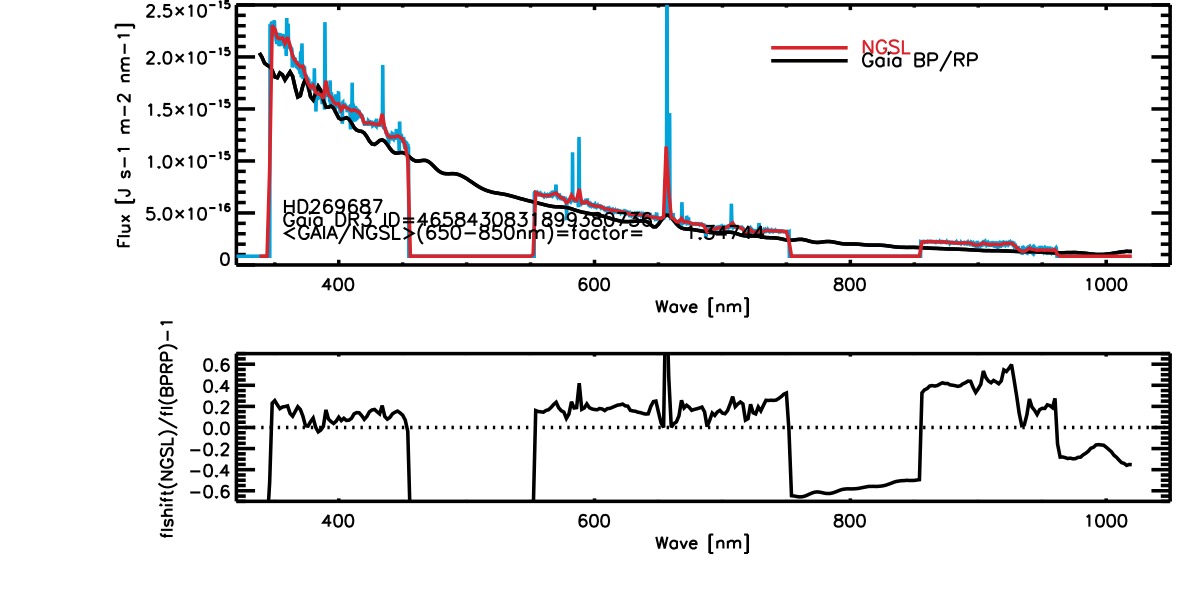 2.5×10−15
2.0×10−15
1.5×10−15
1.0×10−15
5.0×10−16
0
Flux [J s−1 m−2 nm−1]
NGSL
Gaia BP/RP
HD269687
Gaia DR3 ID=4658430831899380736
<GAIA/NGSL>(650−850nm)=factor= 1.34744
400 600 800 1000
Wave [nm]
0.6
0.4
0.2
0.0
−0.2
−0.4
−0.6
flshift(NGSL)/fl(BPRP)−1
400 600 800 1000
Wave [nm]